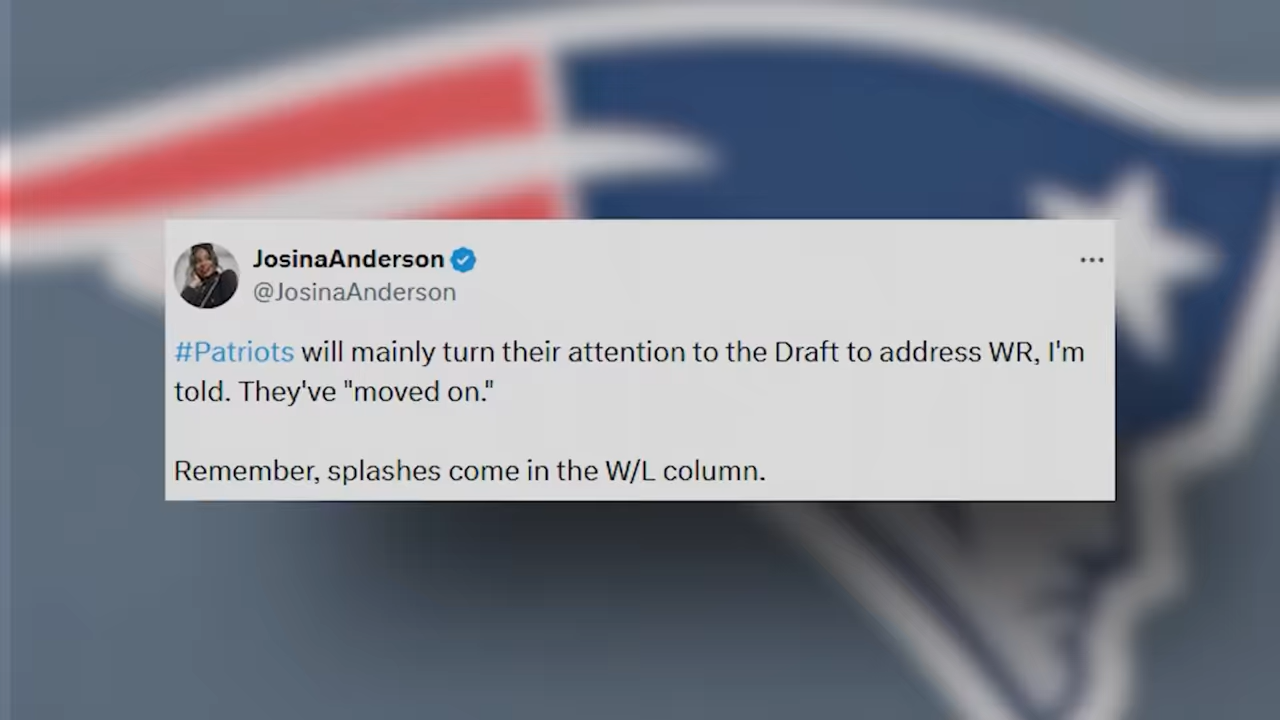 JosinaAnderson
@JosinaAnderson
#Patriots will mainly turn their attention to the Draft to address WR, I'm
told. They've "moved on."
Remember, splashes come in the W/L column.